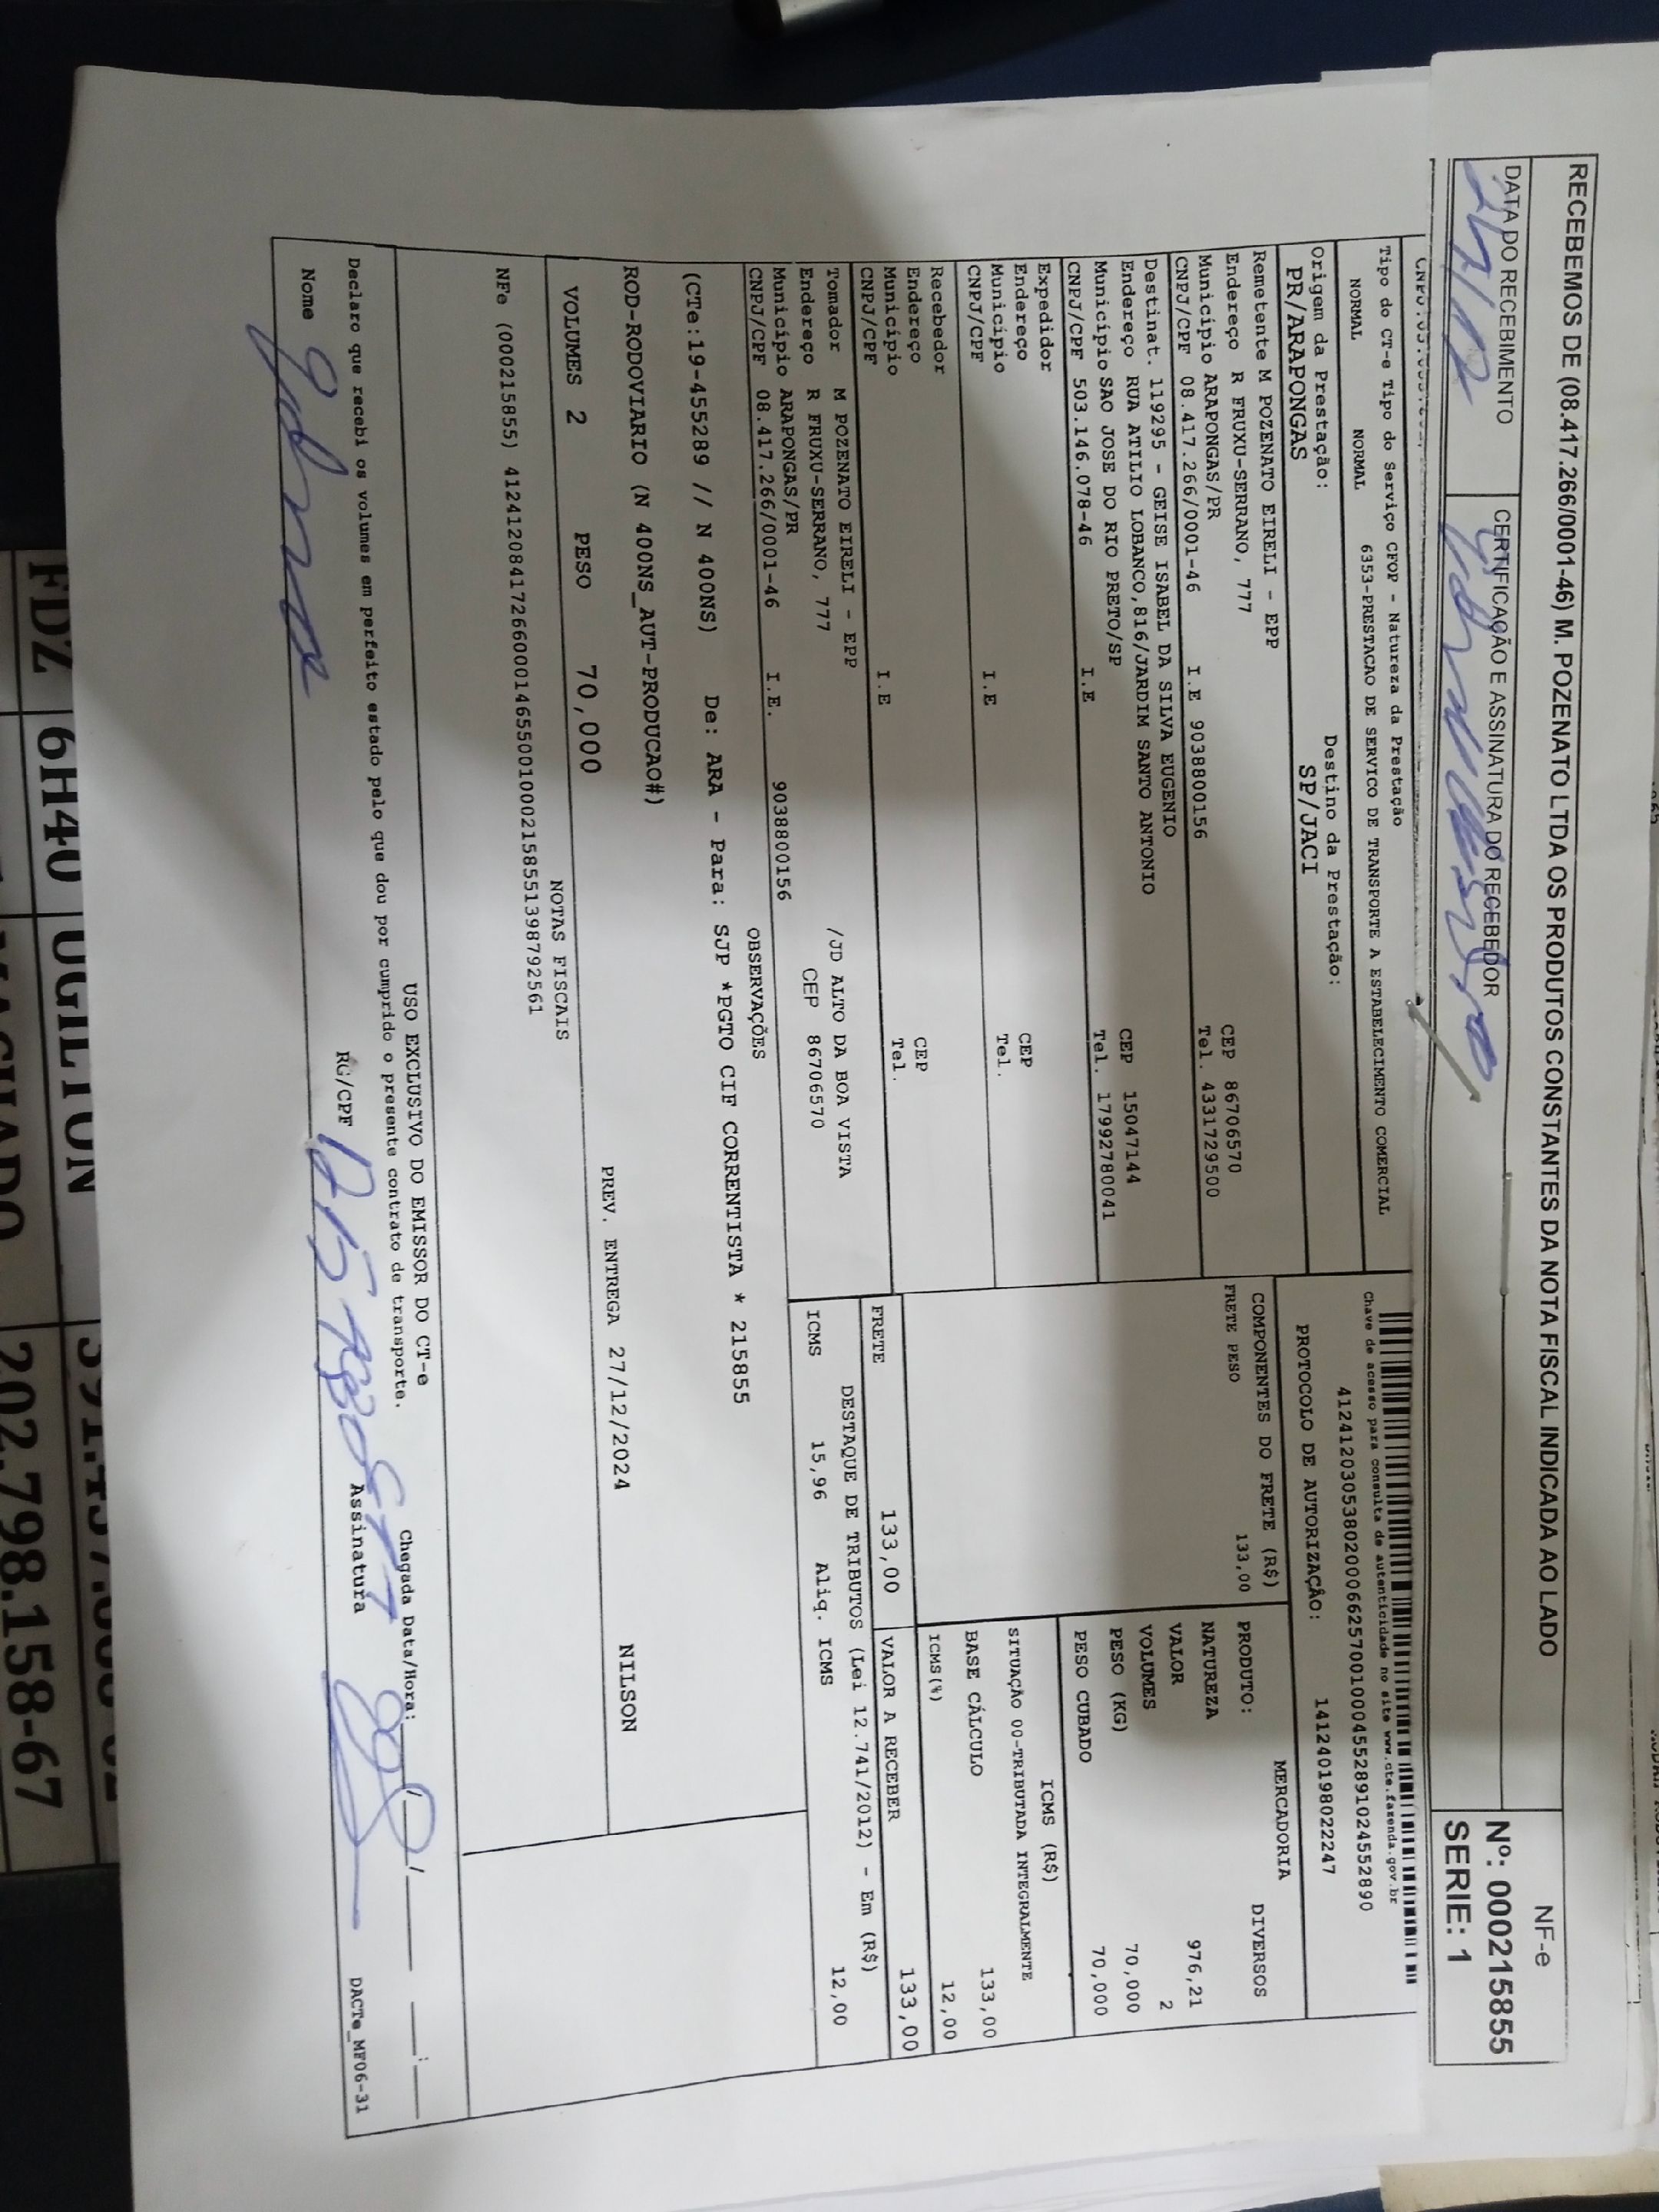 RECEBEMOS DE (08.417.266/0001-46) M. POZENATO LTDA OS PRODUTOS CONSTANTES DA NOTA FISCAL INDICADA AO LADO
NF-e
Nº: 000215855
SERIE: 1
DATA DO RECEBIMENTO
CERTIFICAÇÃO E ASSINATURA DO RECEBEDOR
Tipo do CT-e Tipo do Serviço CFOP - Natureza da Prestação
NORMAL NORMAL 6353-PRESTACAO DE SERVICO DE TRANSPORTE A ESTABELECIMENTO COMERCIAL
Chave de acesso para consulta de autenticidade no site www.cte.fazenda.gov.br
41241203053802000662570010004552891024552890
Origem da Prestação: Destino da Prestação:
PR/ARAPONGAS SP/JACI
PROTOCOLO DE AUTORIZAÇÃO: 141240198022247
Remetente M POZENATO EIRELI - EPP
Endereço R FRUXU-SERRANO, 777 CEP 86706570
Municipio ARAPONGAS/PR Tel. 4331729500
CNPJ/CPF 08.417.266/0001-46 I.E 9038800156
Destinat. 119295 - GEISE ISABEL DA SILVA EUGENIO
Endereço RUA ATILIO LOBANCO,816/JARDIM SANTO ANTONIO CEP 15047144
Município SAO JOSE DO RIO PRETO/SP Tel. 17992780041
CNPJ/CPF 503.146.078-46 I.E
Expedidor
Endereço CEP
Município Tel.
CNPJ/CPF I.E
Recebedor
Endereço CEP
Município Tel.
CNPJ/CPF I.E
Tomador M POZENATO EIRELI - EPP
Endereço R FRUXU-SERRANO, 777 /JD ALTO DA BOA VISTA
Município ARAPONGAS/PR CEP 86706570
CNPJ/CPF 08.417.266/0001-46 I.E. 9038800156
COMPONENTES DO FRETE (R$)
FRETE PESO 133,00
MERCADORIA
PRODUTO: DIVERSOS
NATUREZA
VALOR 976,21
VOLUMES 2
PESO (KG) 70,000
PESO CUBADO 70,000
ICMS (R$)
SITUAÇÃO 00-TRIBUTADA INTEGRALMENTE
BASE CÁLCULO 133,00
ICMS(%) 12,00
FRETE 133,00 VALOR A RECEBER 133,00
DESTAQUE DE TRIBUTOS (Lei 12.741/2012) - Em (R$)
ICMS 15,96 Aliq. ICMS 12,00
OBSERVAÇÕES
(CTe:19-455289 // N 400NS) De: ARA - Para: SJP *PGTO CIF CORRENTISTA * 215855
ROD-RODOVIARIO (N 400NS_AUT-PRODUCAO#)
PREV. ENTREGA 27/12/2024 NILSON
VOLUMES 2 PESO 70,000
NOTAS FISCAIS
NFe (000215855) 41241208417266000146550010002158551398792561
USO EXCLUSIVO DO EMISSOR DO CT-e
Declaro que recebi os volumes em perfeito estado pelo que dou por cumprido o presente contrato de transporte.
Chegada Data/Hora:
Nome RG/CPF Assinatura
DACTe_MF06-31
FDZ 6H40 UGILTON
202.798.158-67